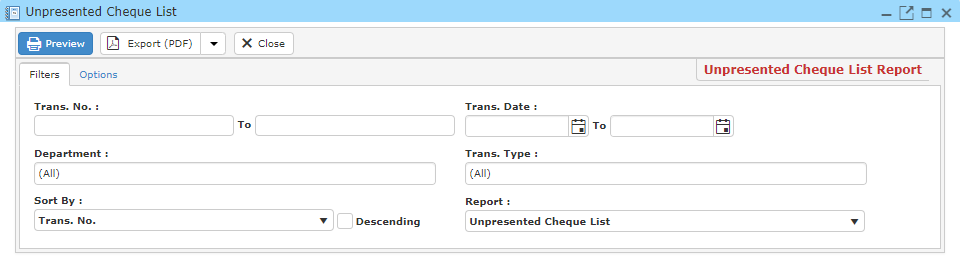 Unpresented Cheque List
Preview Export (PDF) Close
Filters Options Unpresented Cheque List Report
Trans. No. : Trans. Date :
To To
Department : Trans. Type :
(All) (All)
Sort By : Report :
Trans. No. Descending Unpresented Cheque List